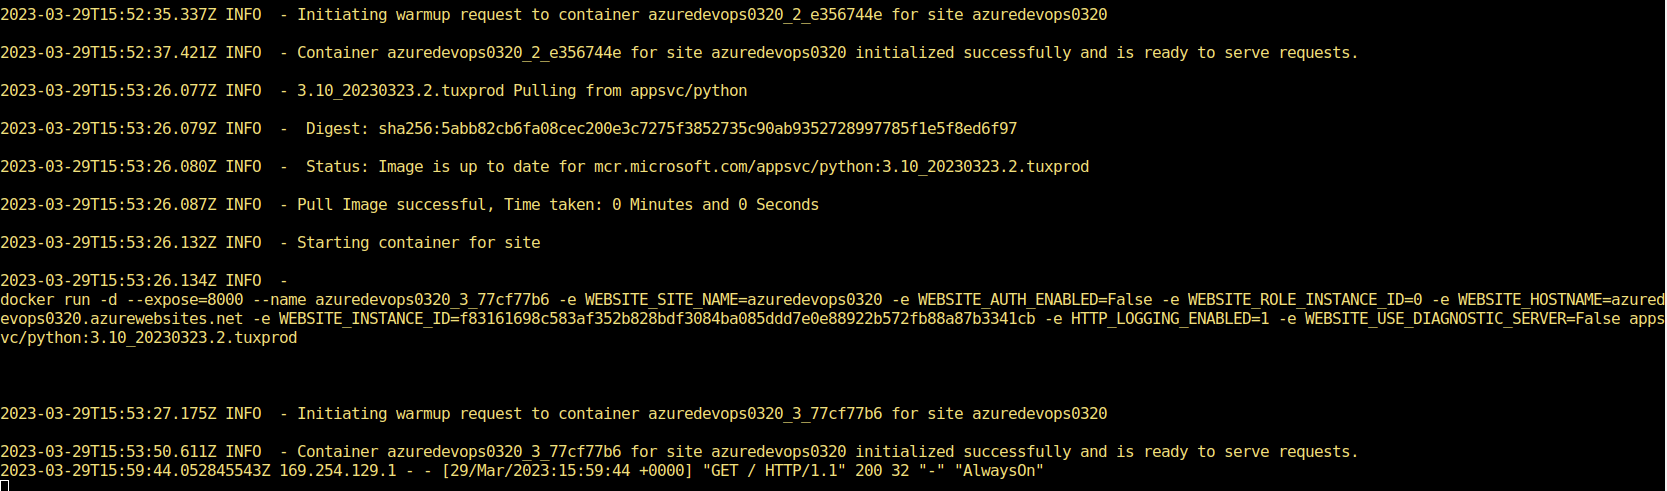 2023-03-29T15:52:35.337Z INFO  - Initiating warmup request to container azuredevops0320_2_e356744e for site azuredevops0320
2023-03-29T15:52:37.421Z INFO  - Container azuredevops0320_2_e356744e for site azuredevops0320 initialized successfully and is ready to serve requests.
2023-03-29T15:53:26.077Z INFO  - 3.10_20230323.2.tuxprod Pulling from appsvc/python
2023-03-29T15:53:26.079Z INFO  -  Digest: sha256:5abb82cb6fa08cec200e3c7275f3852735c90ab9352728997785f1e5f8ed6f97
2023-03-29T15:53:26.080Z INFO  -  Status: Image is up to date for mcr.microsoft.com/appsvc/python:3.10_20230323.2.tuxprod
2023-03-29T15:53:26.087Z INFO  - Pull Image successful, Time taken: 0 Minutes and 0 Seconds
2023-03-29T15:53:26.132Z INFO  - Starting container for site
2023-03-29T15:53:26.134Z INFO  -
docker run -d --expose=8000 --name azuredevops0320_3_77cf77b6 -e WEBSITE_SITE_NAME=azuredevops0320 -e WEBSITE_AUTH_ENABLED=False -e WEBSITE_ROLE_INSTANCE_ID=0 -e WEBSITE_HOSTNAME=azured
evops0320.azurewebsites.net -e WEBSITE_INSTANCE_ID=f83161698c583af352b828bdf3084ba085ddd7e0e88922b572fb88a87b3341cb -e HTTP_LOGGING_ENABLED=1 -e WEBSITE_USE_DIAGNOSTIC_SERVER=False apps
vc/python:3.10_20230323.2.tuxprod
2023-03-29T15:53:27.175Z INFO  - Initiating warmup request to container azuredevops0320_3_77cf77b6 for site azuredevops0320
2023-03-29T15:53:50.611Z INFO  - Container azuredevops0320_3_77cf77b6 for site azuredevops0320 initialized successfully and is ready to serve requests.
2023-03-29T15:59:44.052845543Z 169.254.129.1 - - [29/Mar/2023:15:59:44 +0000] "GET / HTTP/1.1" 200 32 "-" "AlwaysOn"